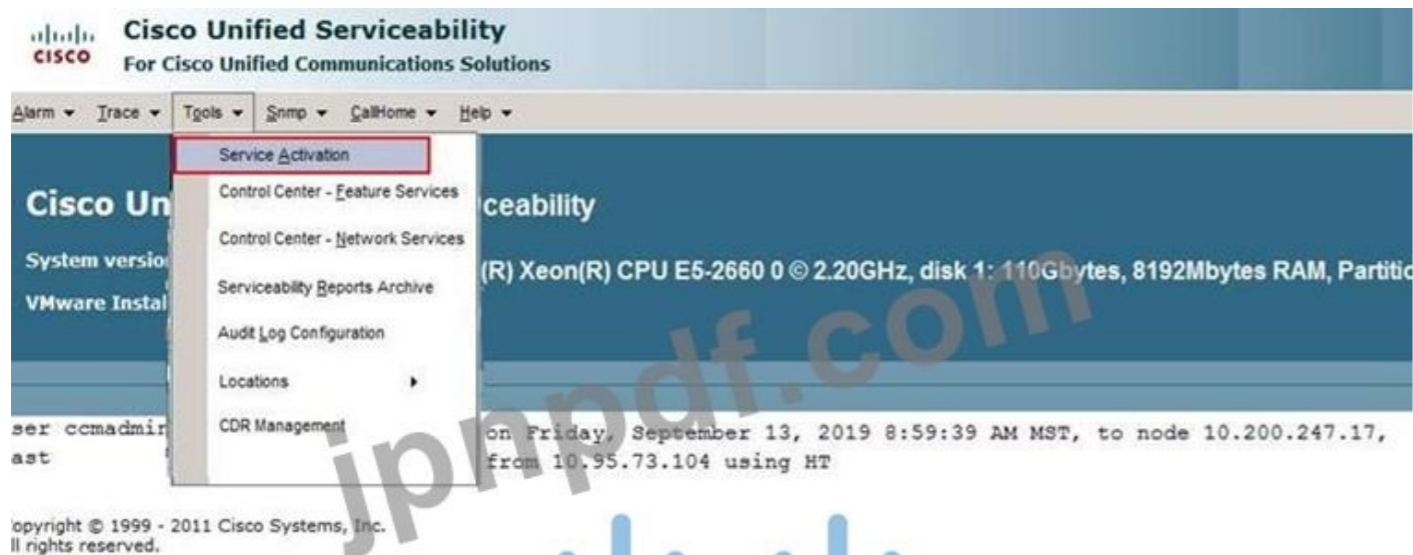 CISCO
Cisco Unified Serviceability
For Cisco Unified Communications Solutions
Alarm Trace Tools Snmp CallHome Help
Service Activation
Control Center - Feature Services
Control Center - Network Services
Serviceability Reports Archive
Audit Log Configuration
Locations
CDR Management
Cisco Un ceability
System versio (R) Xeon(R) CPU E5-2660 0 @ 2.20GHz, disk 1: 110Gbytes, 8192Mbytes RAM, Partitio
VMware Instal
ser ccmadmin on Friday, September 13, 2019 8:59:39 AM MST, to node 10.200.247.17,
ast from 10.95.73.104 using HT
opyright © 1999 - 2011 Cisco Systems, Inc.
ll rights reserved.
jpnpdf.com